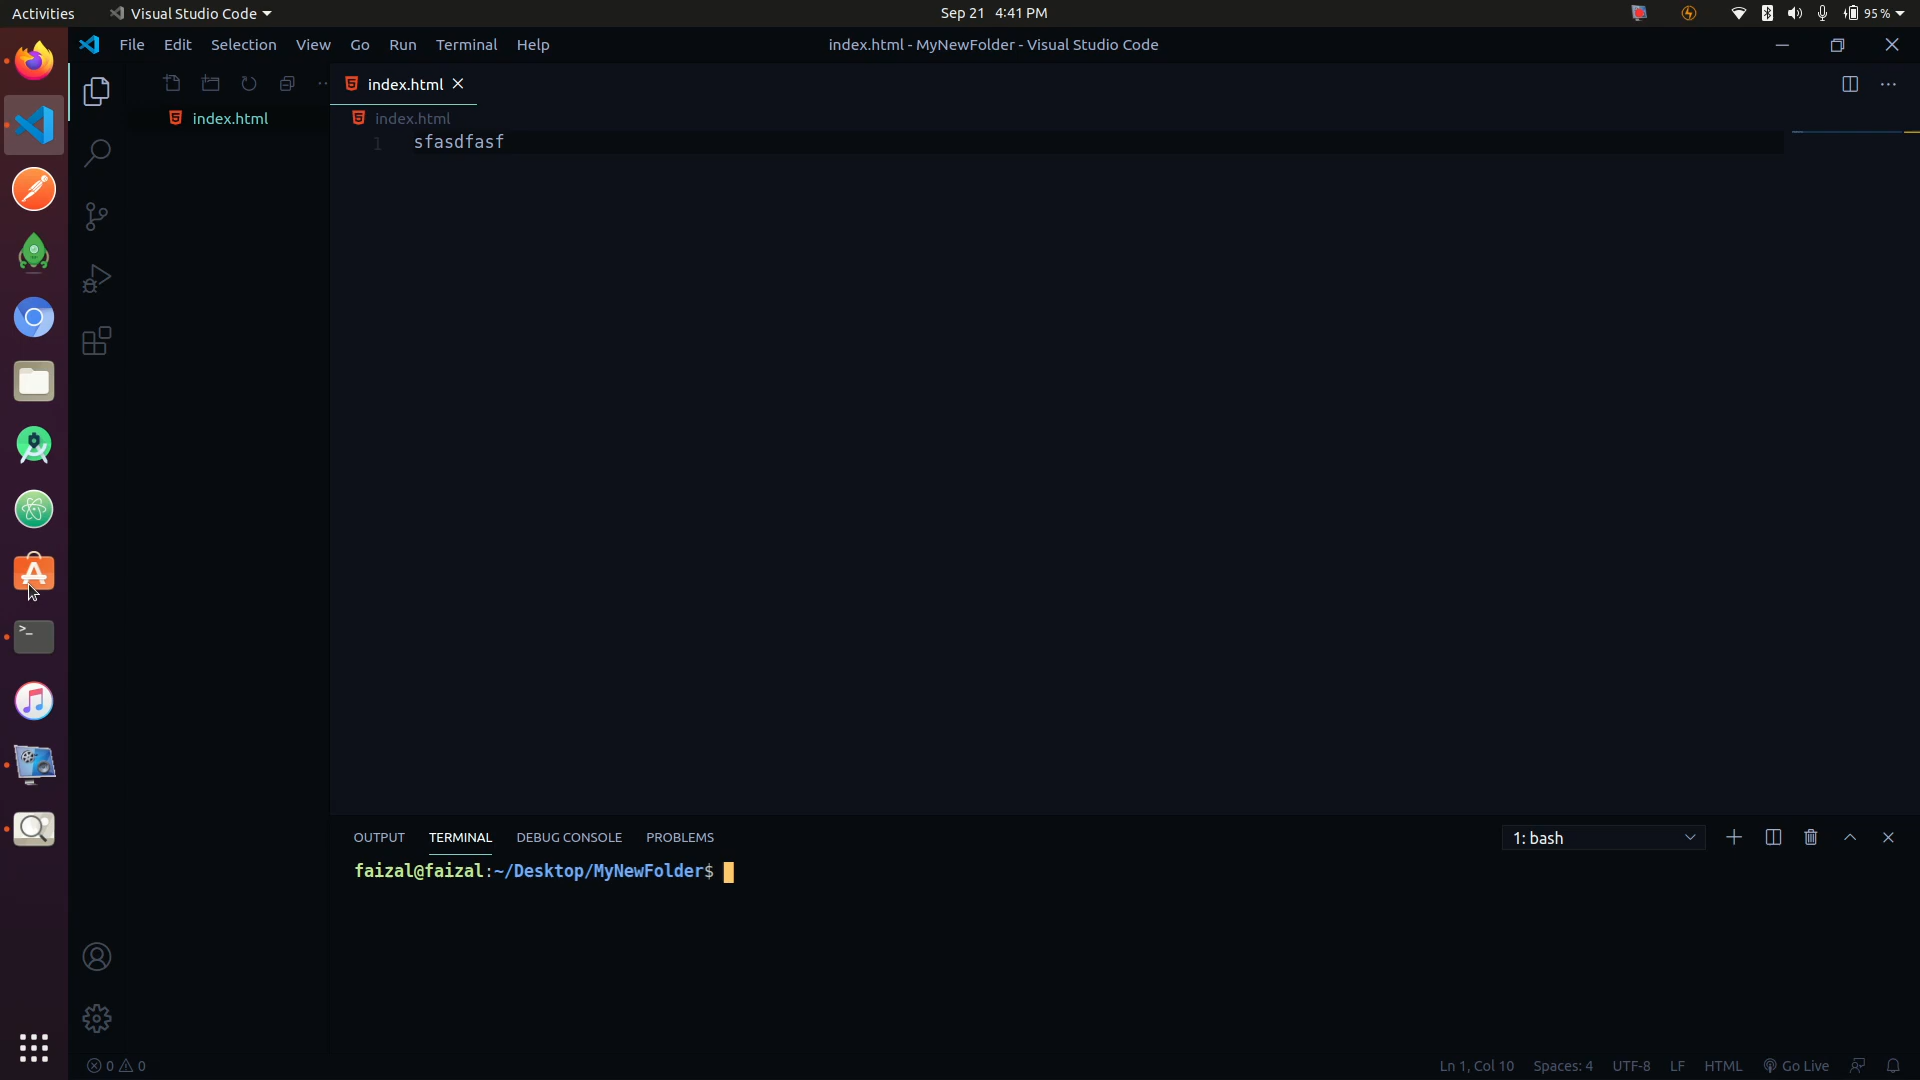 Activities Visual Studio Code Sep 21 4:41 PM 95%
File Edit Selection View Go Run Terminal Help index.html - MyNewFolder - Visual Studio Code
index.html
index.html index.html
1 sfasdfasf
OUTPUT TERMINAL DEBUG CONSOLE PROBLEMS 1: bash
faizal@faizal:~/Desktop/MyNewFolder$
0 0 Ln 1, Col 10 Spaces: 4 UTF-8 LF HTML Go Live